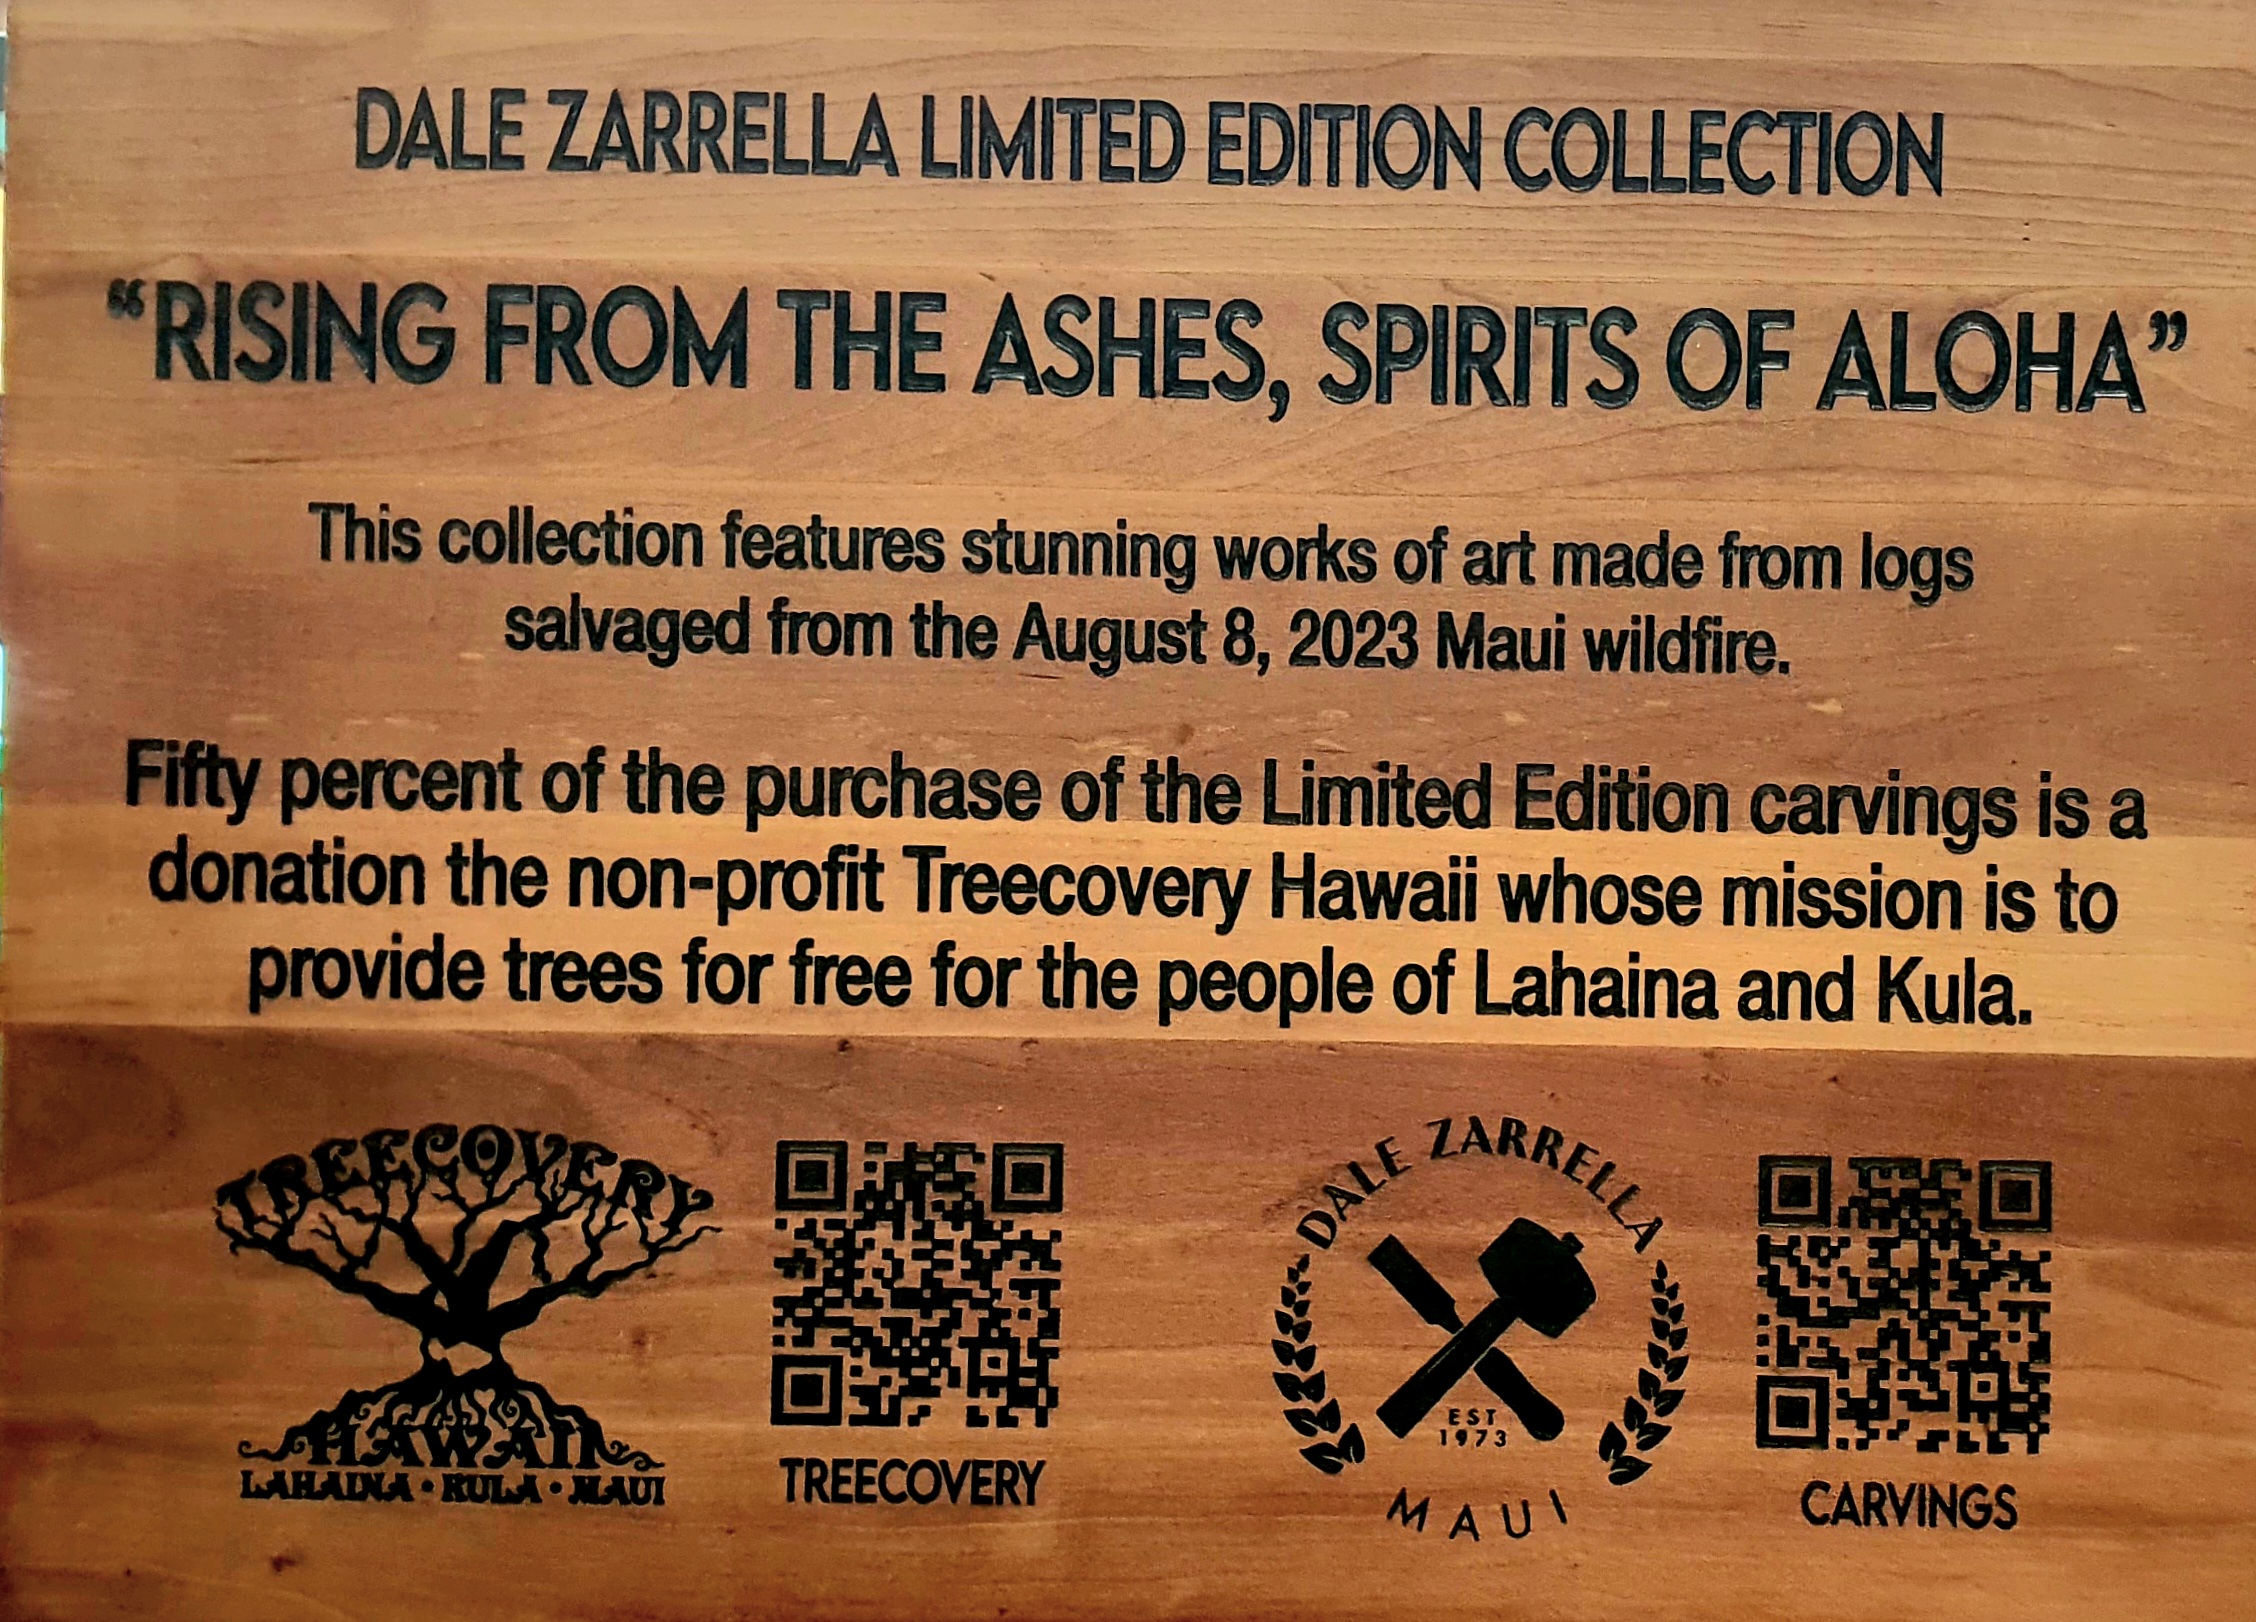 DALE ZARRELLA LIMITED EDITION COLLECTION
“RISING FROM THE ASHES, SPIRITS OF ALOHA”
This collection features stunning works of art made from logs
salvaged from the August 8, 2023 Maui wildfire.
Fifty percent of the purchase of the Limited Edition carvings is a
donation the non-profit Treecovery Hawaii whose mission is to
provide trees for free for the people of Lahaina and Kula.
TREECOVERY
HAWAII
LAHAINA • KULA • MAUI
TREECOVERY
DALE ZARRELLA
EST
1973
MAUI
CARVINGS